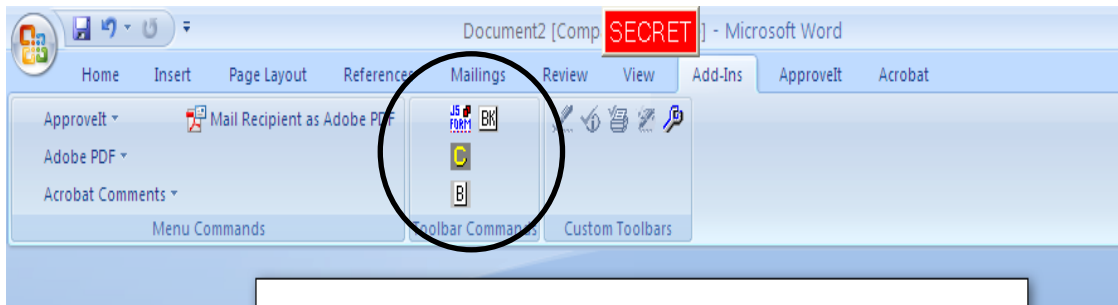 Document2 [Comp SECRET ] - Microsoft Word
Home Insert Page Layout References Mailings Review View Add-Ins ApproveIt Acrobat
ApproveIt Mail Recipient as Adobe PDF JS FORM BK
Adobe PDF C
Acrobat Comments B
Menu Commands Toolbar Commands Custom Toolbars